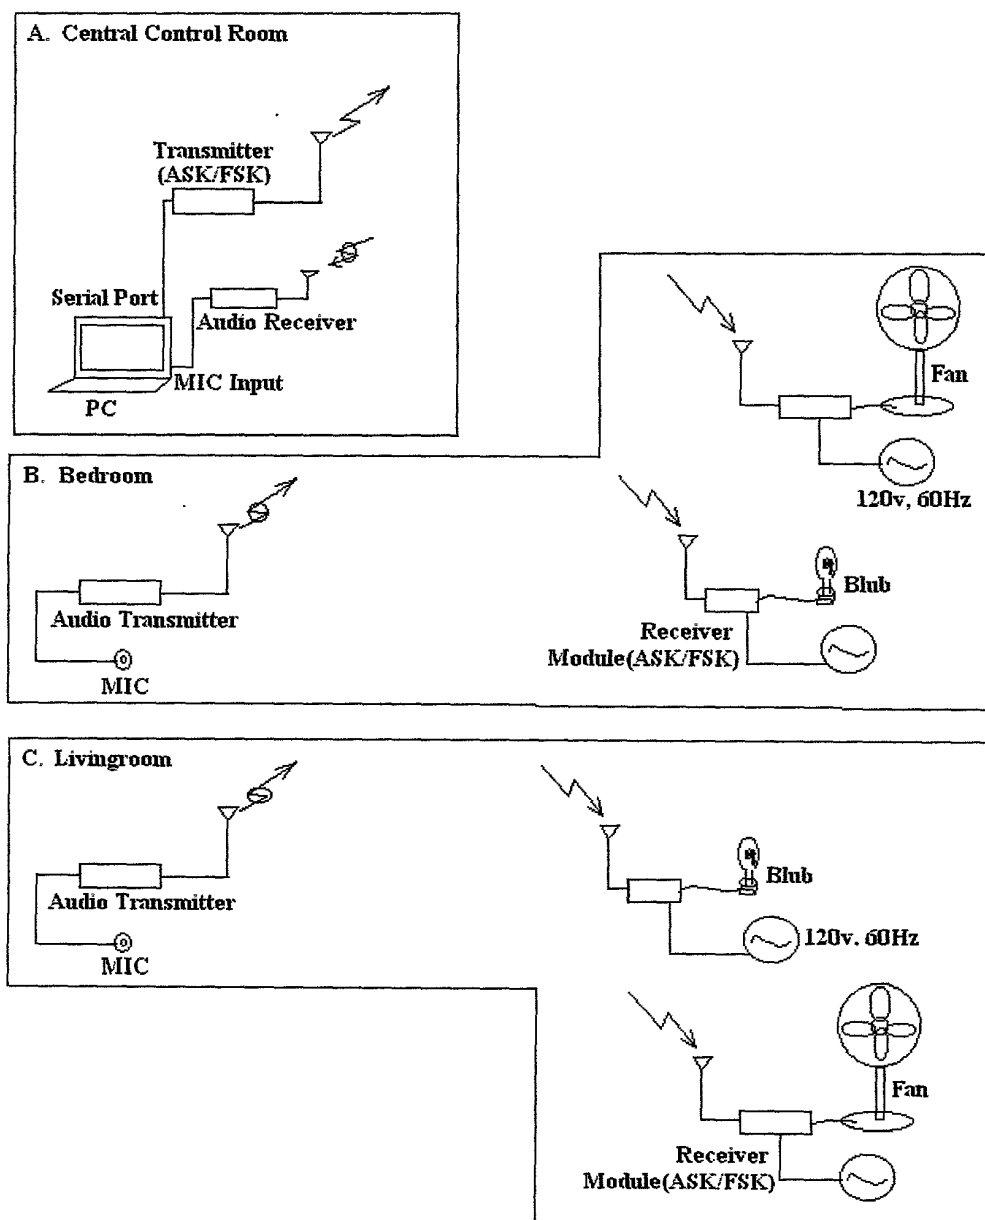 A. Central Control Room
Transmitter
(ASK/FSK)
Serial Port
Audio Receiver
MIC Input
PC
Fan
120v, 60Hz
B. Bedroom
Audio Transmitter
MIC
Blub
Receiver
Module(ASK/FSK)
C. Livingroom
Audio Transmitter
MIC
Blub
120v. 60Hz
Fan
Receiver
Module(ASK/FSK)